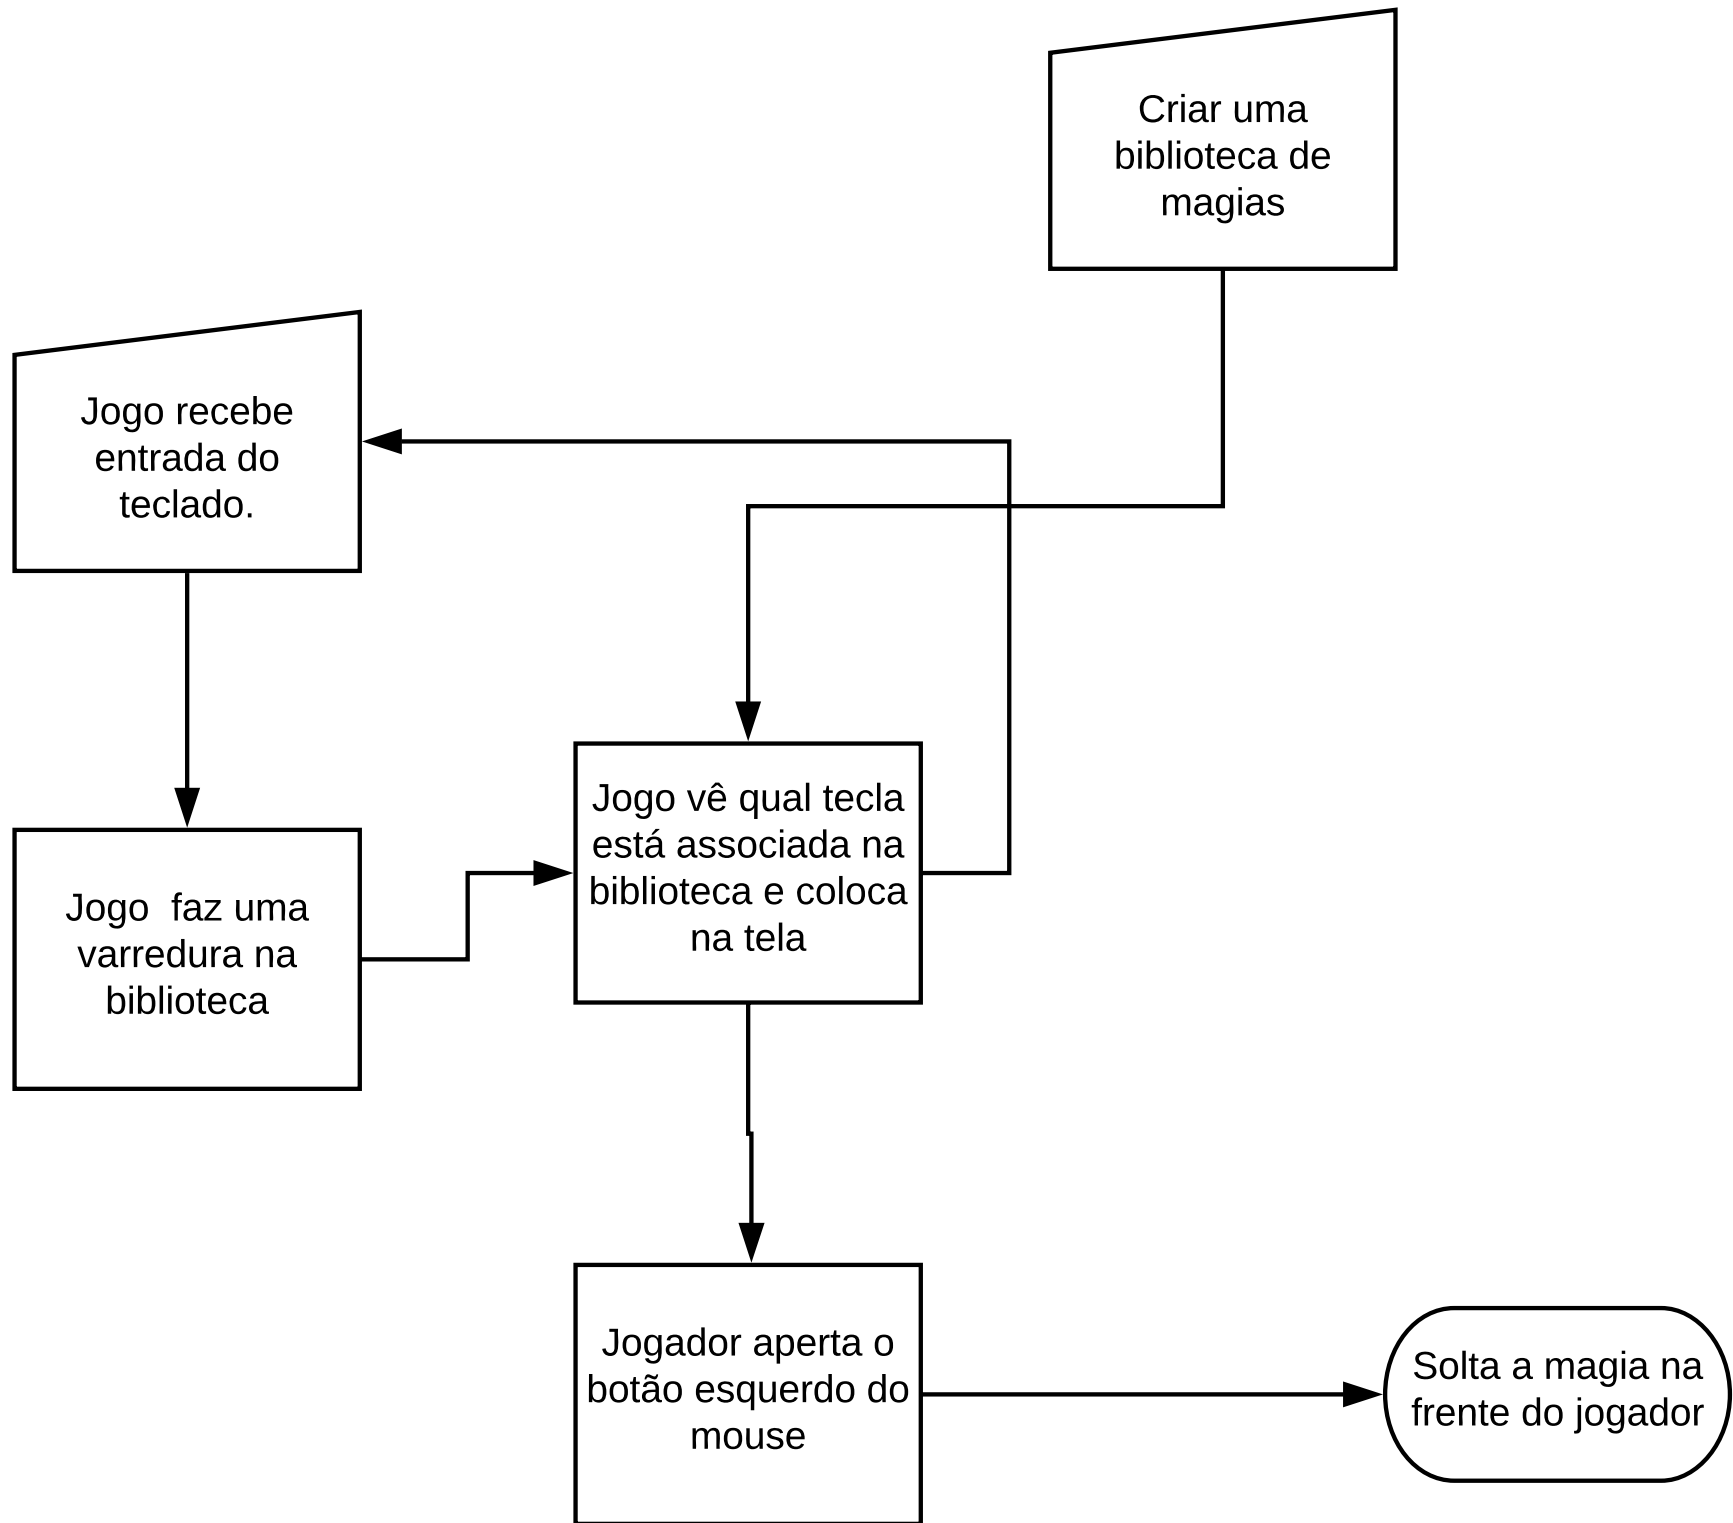 Criar uma
biblioteca de
magias
Jogo recebe
entrada do
teclado.
Jogo vê qual tecla
está associada na
biblioteca e coloca
na tela
Jogo  faz uma
varredura na
biblioteca
Jogador aperta o
botão esquerdo do
mouse
Solta a magia na
frente do jogador